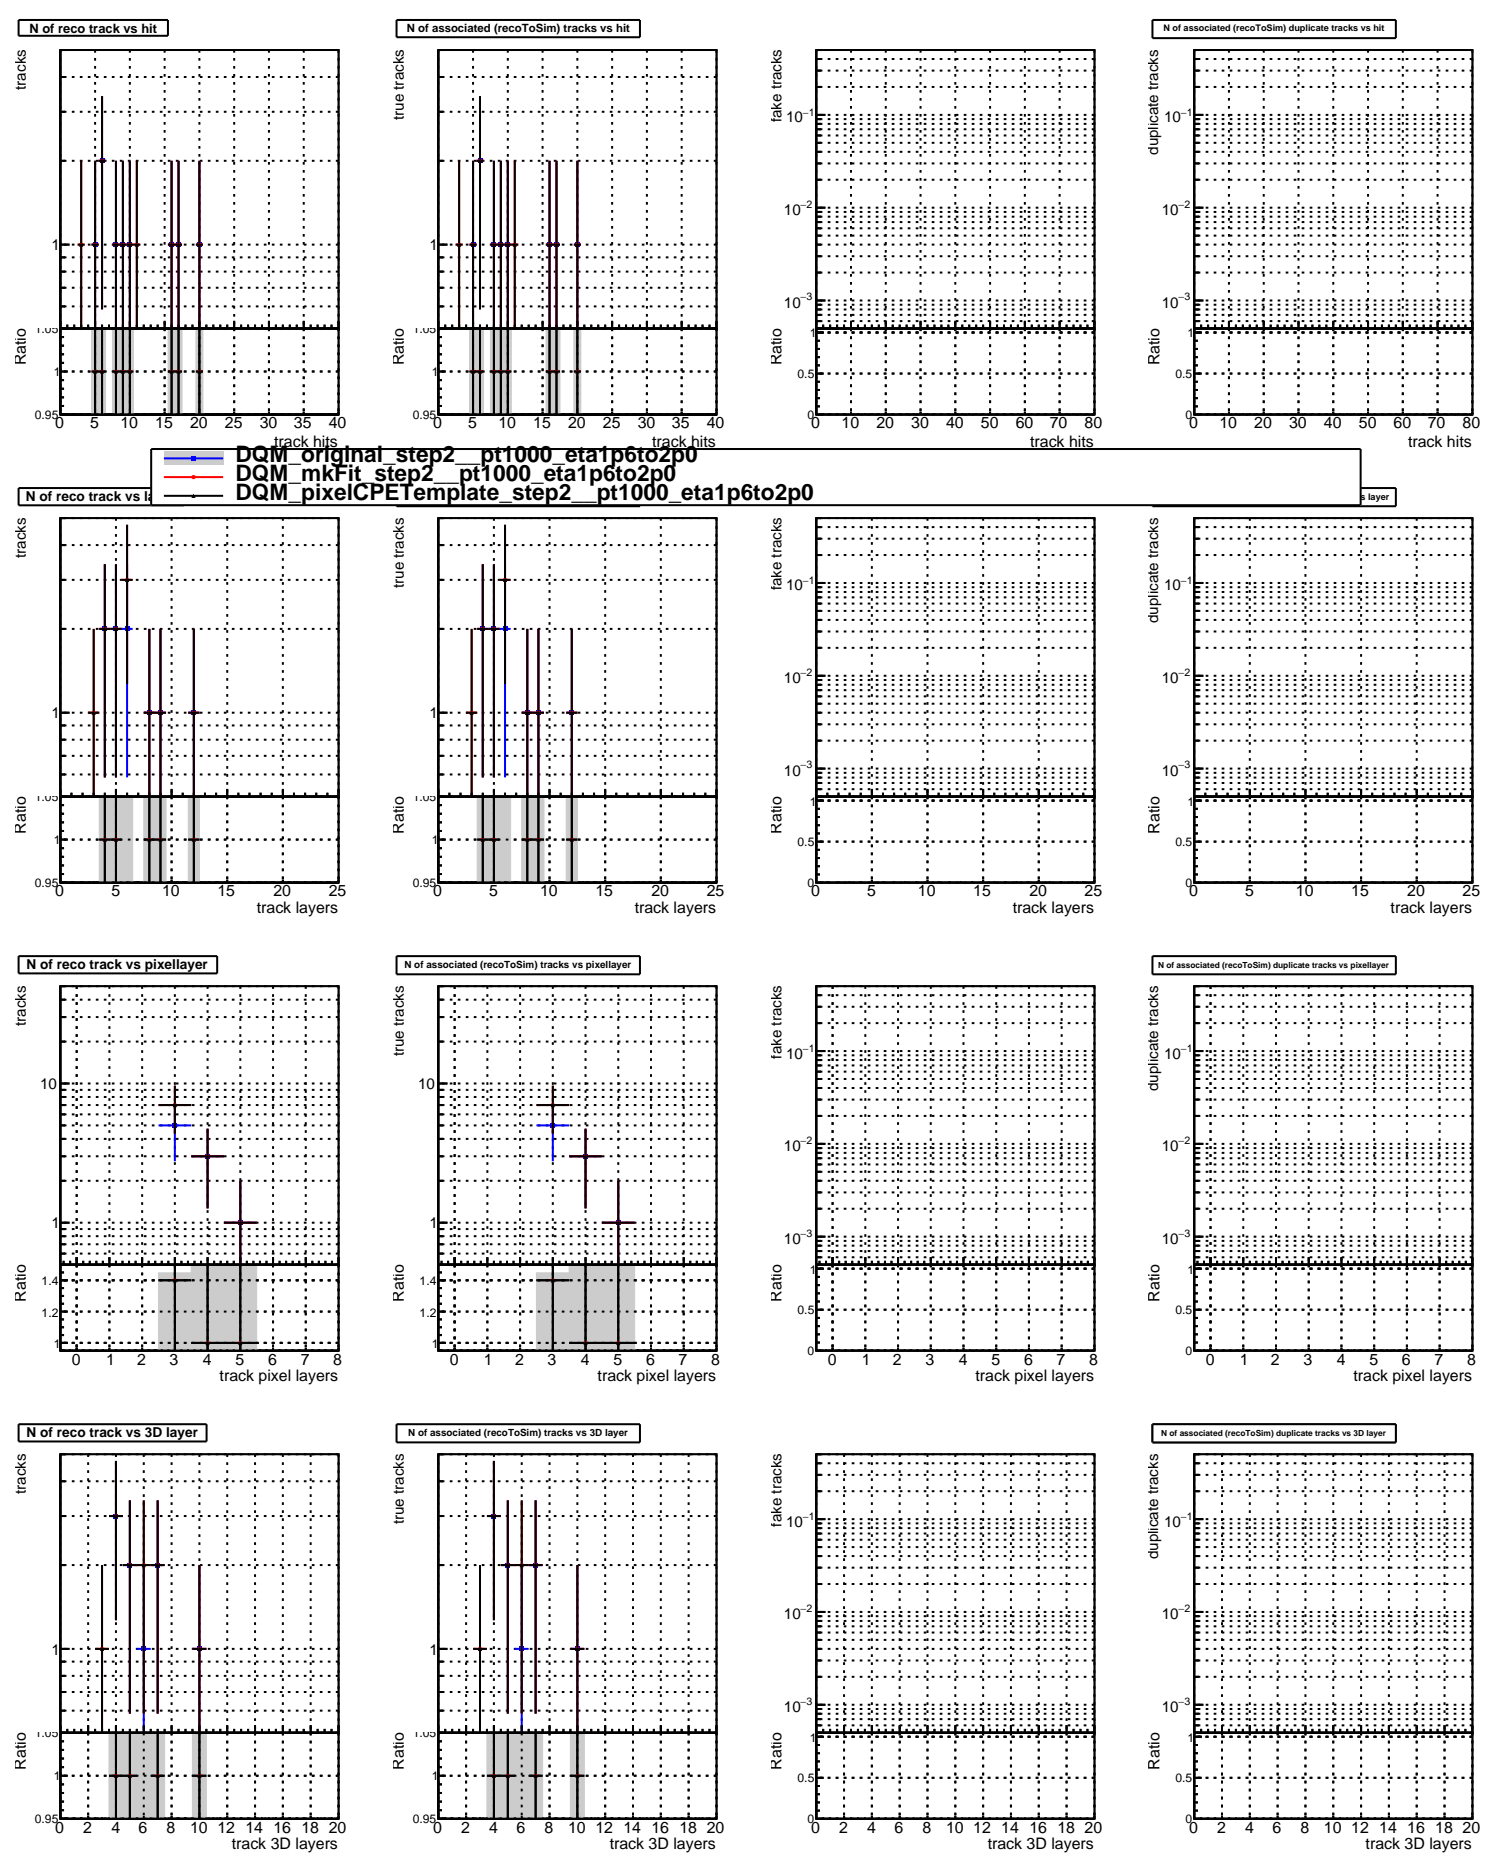 N of reco track vs hit
N of associated (recoToSim) tracks vs hit
N of associated (recoToSim) duplicate tracks vs hit
tracks
true tracks
fake tracks
duplicate tracks
1
1
10−1
10−2
10−3
10−1
10−2
10−3
Ratio
1.05
1
0.95
Ratio
1.05
1
0.95
Ratio
1
0.5
0
Ratio
1
0.5
0
0 5 10 15 20 25 30 35 40
0 5 10 15 20 25 30 35 40
0 10 20 30 40 50 60 70 80
0 10 20 30 40 50 60 70 80
track hits
track hits
track hits
track hits
DQM_original_step2__pt1000_eta1p6to2p0
DQM_mkFit_step2__pt1000_eta1p6to2p0
DQM_pixelCPETemplate_step2__pt1000_eta1p6to2p0
N of reco track vs la
s layer
tracks
true tracks
fake tracks
duplicate tracks
1
1
10−1
10−2
10−3
10−1
10−2
10−3
Ratio
1.05
1
0.95
Ratio
1.05
1
0.95
Ratio
1
0.5
0
Ratio
1
0.5
0
0 5 10 15 20 25
0 5 10 15 20 25
0 5 10 15 20 25
0 5 10 15 20 25
track layers
track layers
track layers
track layers
N of reco track vs pixellayer
N of associated (recoToSim) tracks vs pixellayer
N of associated (recoToSim) duplicate tracks vs pixellayer
tracks
true tracks
fake tracks
duplicate tracks
10
1
10
1
10−1
10−2
10−3
10−1
10−2
10−3
Ratio
1.4
1.2
1
Ratio
1.4
1.2
1
Ratio
1
0.5
0
Ratio
1
0.5
0
0 1 2 3 4 5 6 7 8
0 1 2 3 4 5 6 7 8
0 1 2 3 4 5 6 7 8
0 1 2 3 4 5 6 7 8
track pixel layers
track pixel layers
track pixel layers
track pixel layers
N of reco track vs 3D layer
N of associated (recoToSim) tracks vs 3D layer
N of associated (recoToSim) duplicate tracks vs 3D layer
tracks
true tracks
fake tracks
duplicate tracks
1
1
10−1
10−2
10−3
10−1
10−2
10−3
Ratio
1.05
1
0.95
Ratio
1.05
1
0.95
Ratio
1
0.5
0
Ratio
1
0.5
0
0 2 4 6 8 10 12 14 16 18 20
0 2 4 6 8 10 12 14 16 18 20
0 2 4 6 8 10 12 14 16 18 20
0 2 4 6 8 10 12 14 16 18 20
track 3D layers
track 3D layers
track 3D layers
track 3D layers